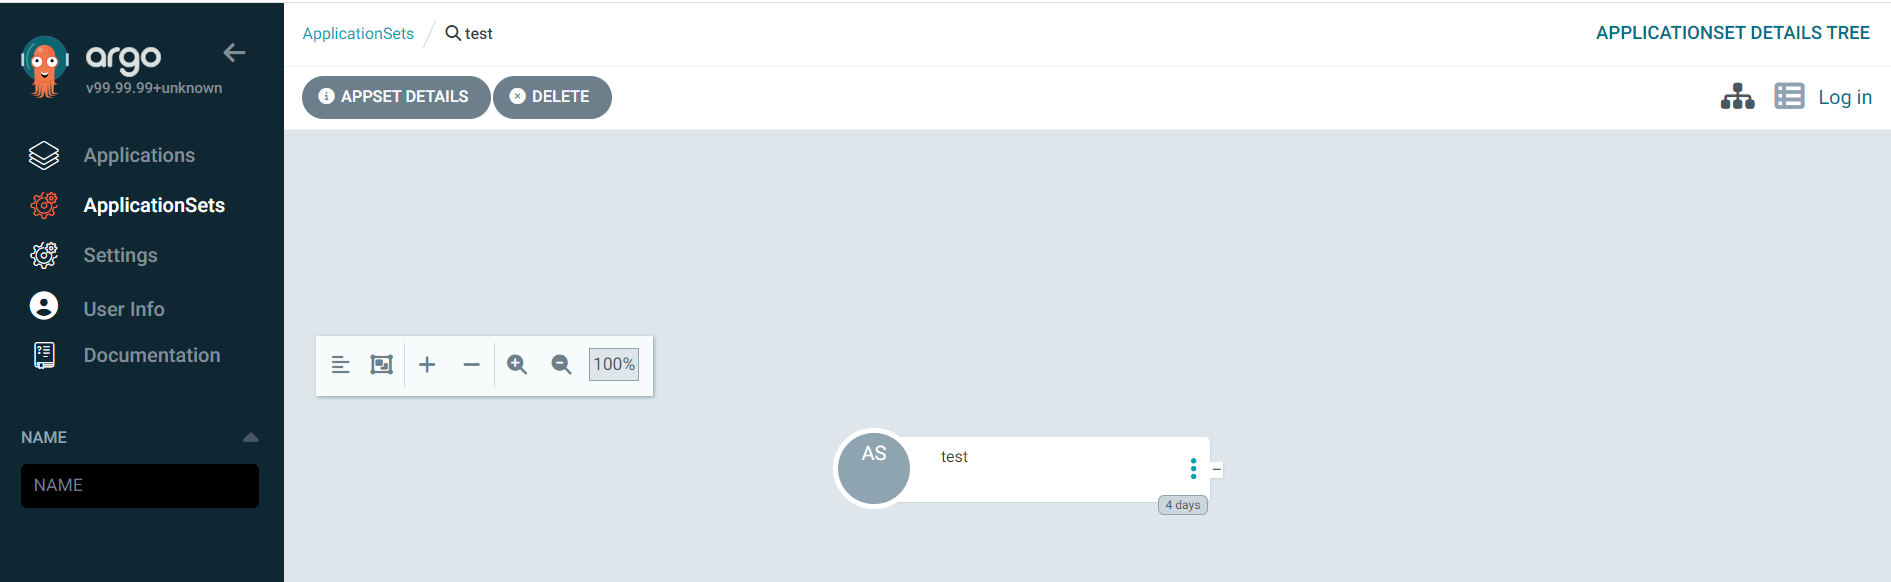 argo
v99.99.99+unknown
Applications
ApplicationSets
Settings
User Info
Documentation
NAME
NAME
ApplicationSets / test
APPLICATIONSET DETAILS TREE
APPSET DETAILS
DELETE
Log in
100%
AS
test
4 days